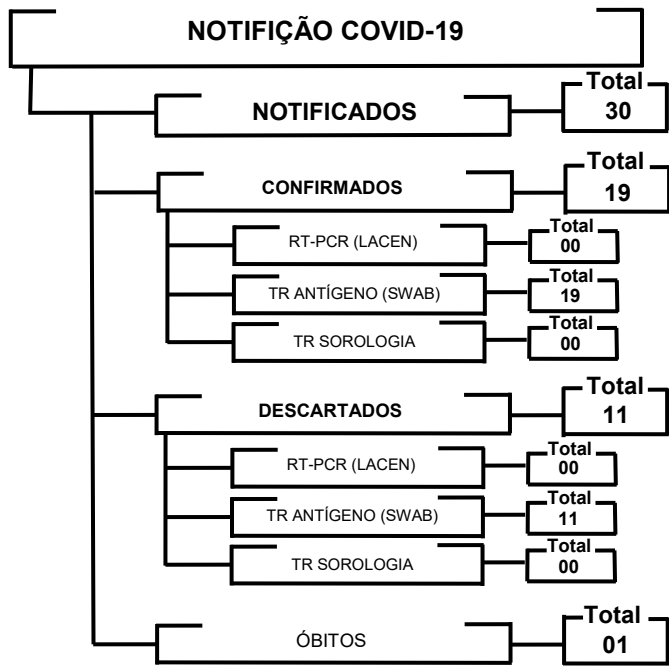 NOTIFIÇÃO COVID-19
NOTIFICADOS
Total
30
CONFIRMADOS
Total
19
RT-PCR (LACEN)
Total
00
TR ANTÍGENO (SWAB)
Total
19
TR SOROLOGIA
Total
00
DESCARTADOS
Total
11
RT-PCR (LACEN)
Total
00
TR ANTÍGENO (SWAB)
Total
11
TR SOROLOGIA
Total
00
ÓBITOS
Total
01